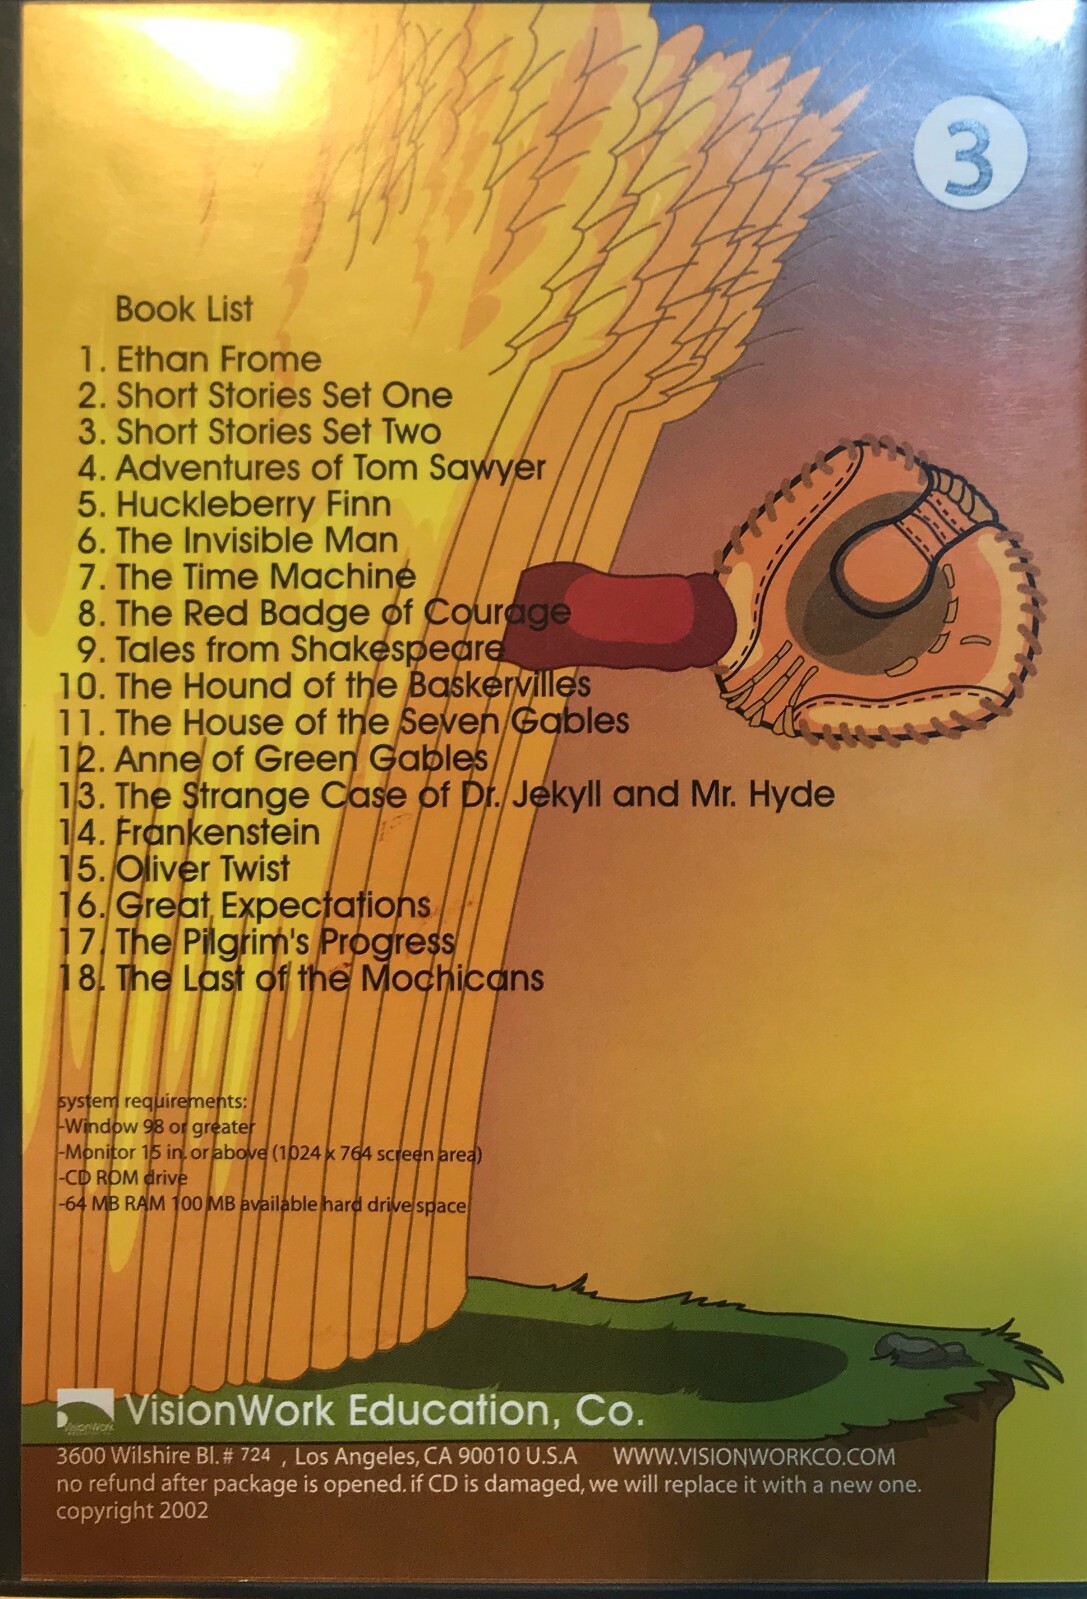 3
Book List
1. Ethan Frome
2. Short Stories Set One
3. Short Stories Set Two
4. Adventures of Tom Sawyer
5. Huckleberry Finn
6. The Invisible Man
7. The Time Machine
8. The Red Badge of Courage
9. Tales from Shakespeare
10. The Hound of the Baskervilles
11. The House of the Seven Gables
12. Anne of Green Gables
13. The Strange Case of Dr. Jekyll and Mr. Hyde
14. Frankenstein
15. Oliver Twist
16. Great Expectations
17. The Pilgrim's Progress
18. The Last of the Mochicans
system requirements:
-Window 98 or greater
-Monitor 15 in. or above (1024 x 764 screen area)
-CD ROM drive
-64 MB RAM 100 MB available hard drive space
VisionWork VisionWork Education, Co.
3600 Wilshire Bl. # 724 , Los Angeles, CA 90010 U.S.A WWW.VISIONWORKCO.COM
no refund after package is opened. if CD is damaged, we will replace it with a new one.
copyright 2002